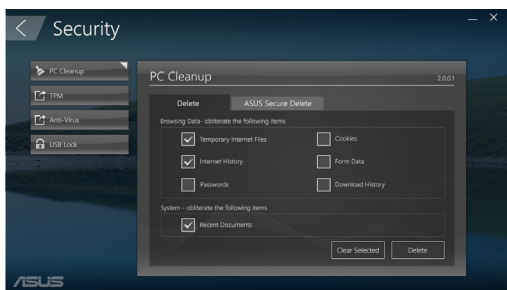 Security
PC Cleanup
TPM
Anti-Virus
USB Lock
PC Cleanup
2.0.0.1
Delete
ASUS Secure Delete
Browsing Data- obliterate the following items
Temporary Internet Files
Cookies
Internet History
Form Data
Passwords
Download History
System - obliterate the following items
Recent Documents
Clear Selected
Delete
ASUS